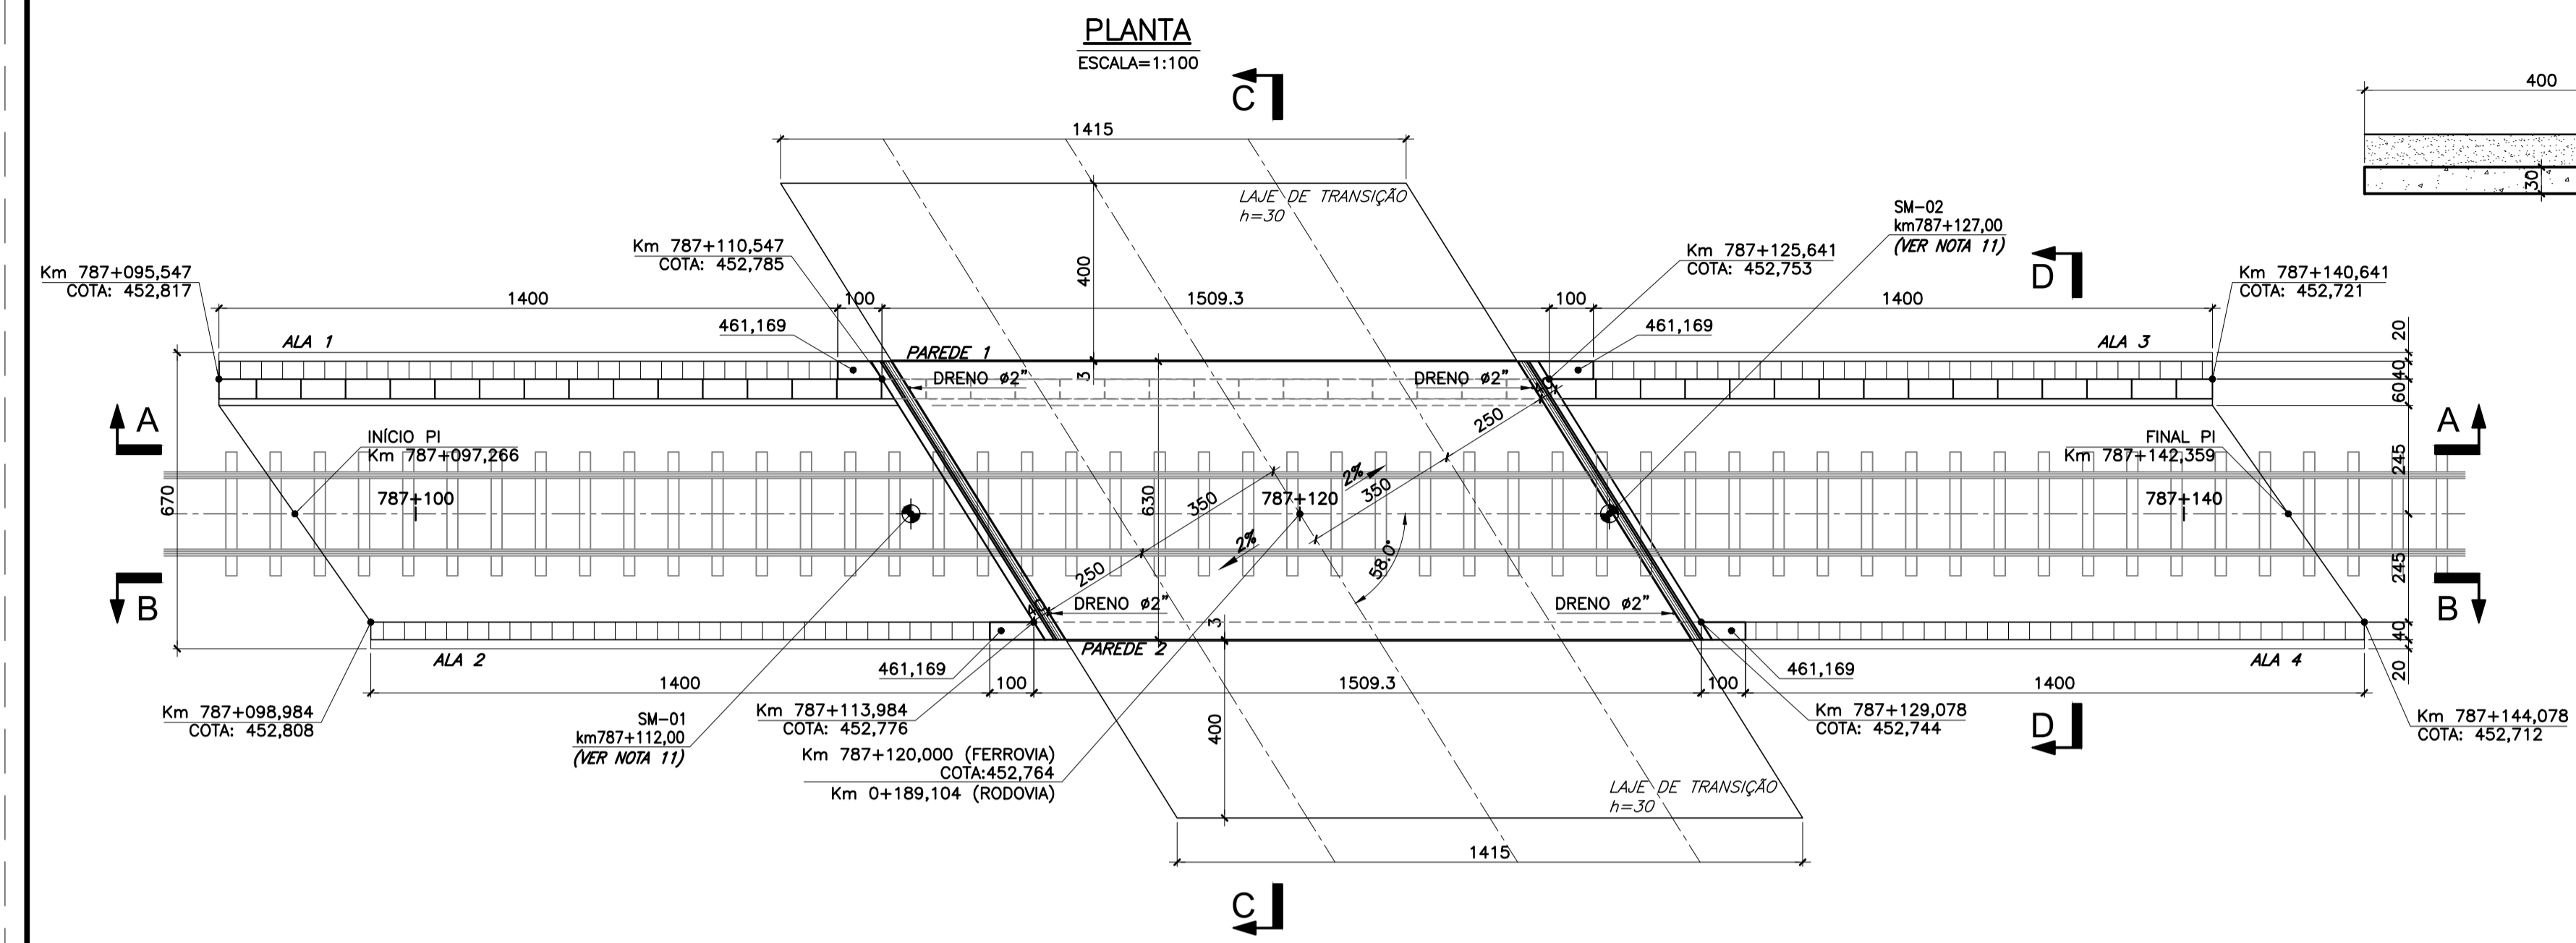 PLANTA
ESCALA=1:100
C
1415
400
LAJE DE TRANSIÇÃO
h=30
30
SM-02
km787+127,00
(VER NOTA 11)
Km 787+110,547
COTA: 452,785
Km 787+125,641
COTA: 452,753
D
Km 787+095,547
COTA: 452,817
Km 787+140,641
COTA: 452,721
400
1400
100
1509.3
100
1400
461,169
461,169
20
ALA 1
PAREDE 1
ALA 3
40
3
DRENO ø2"
DRENO ø2"
40
60
250
A
INÍCIO PI
Km 787+097,266
FINAL PI
Km 787+142,359
A
245
2%
350
350
670
787+100
630
787+120
787+140
2%
58.0°
250
245
B
40
DRENO ø2"
DRENO ø2"
B
3
40
ALA 2
PAREDE 2
ALA 4
20
461,169
461,169
1400
100
1509.3
100
1400
Km 787+098,984
COTA: 452,808
SM-01
km787+112,00
(VER NOTA 11)
Km 787+113,984
COTA: 452,776
400
Km 787+129,078
COTA: 452,744
D
Km 787+144,078
COTA: 452,712
Km 787+120,000 (FERROVIA)
COTA:452,764
Km 0+189,104 (RODOVIA)
LAJE DE TRANSIÇÃO
h=30
1415
C